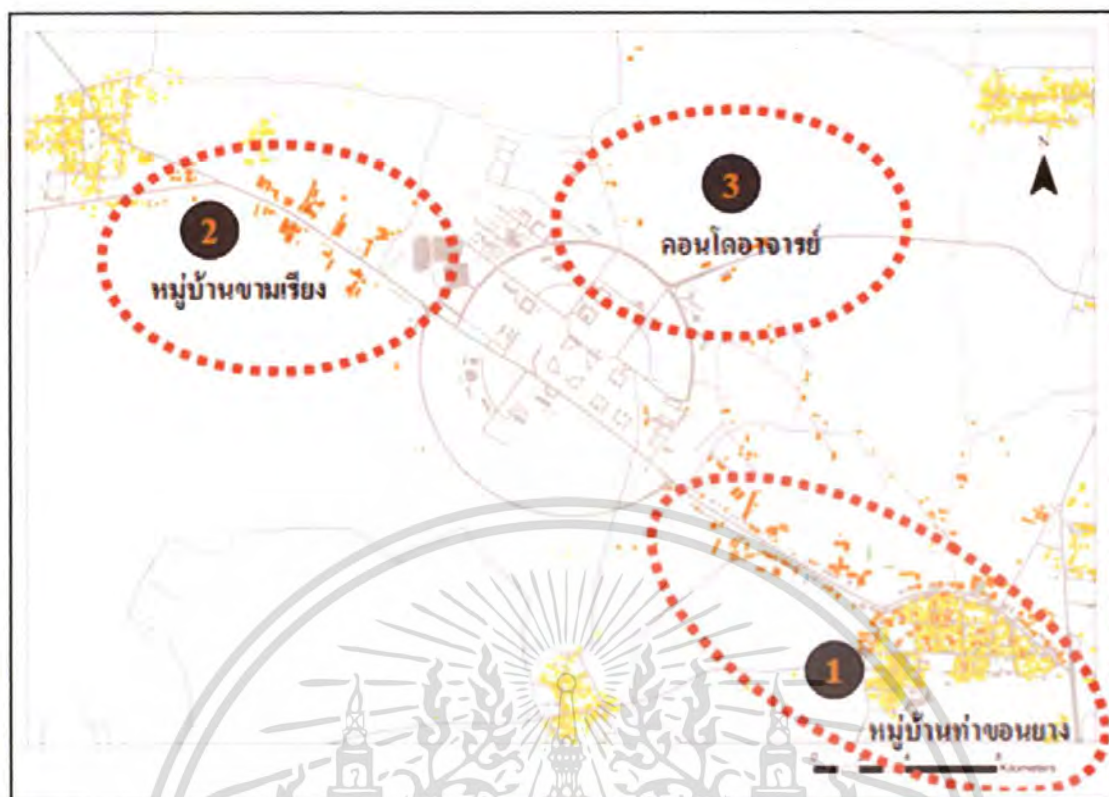 N
3
คอนโดอาจารย์
2
หมู่บ้านขามเรียง
1
หมู่บ้านท่าขอนยาง
Kilometers